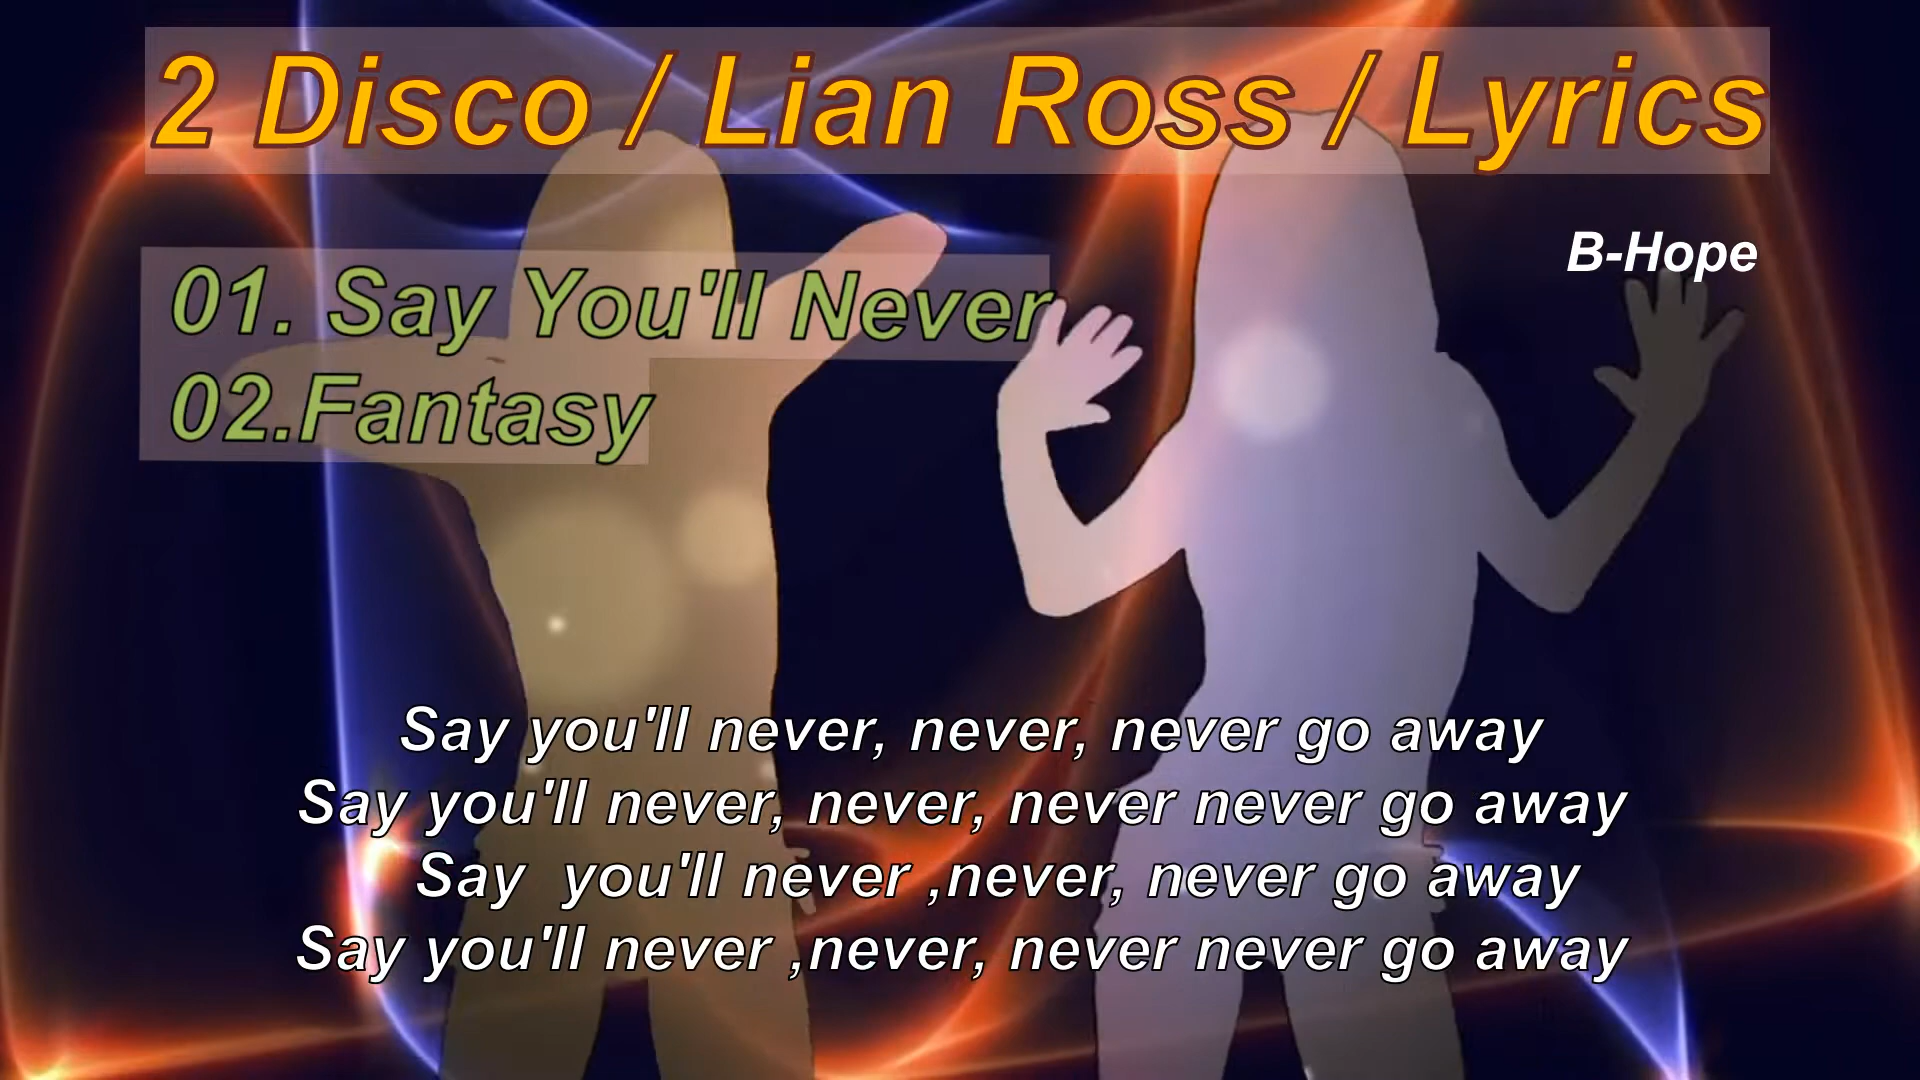 2 Disco / Lian Ross / Lyrics
B-Hope
01. Say You'll Never
02.Fantasy
Say you'll never, never, never go away
Say you'll never, never, never never go away
Say  you'll never ,never, never go away
Say you'll never ,never, never never go away